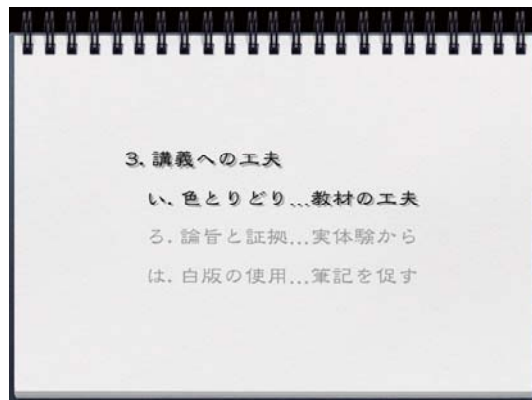 3. 講義への工夫
い. 色とりどり...教材の工夫
ろ. 論旨と証拠...実体験から
は. 白版の使用...筆記を促す